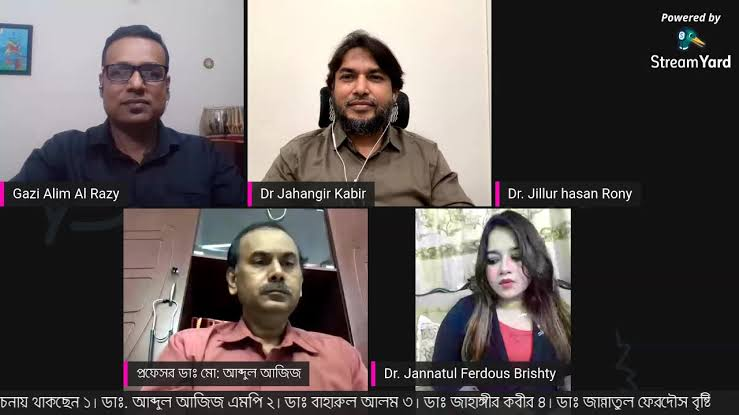 Powered by
StreamYard
Gazi Alim Al Razy
Dr Jahangir Kabir
Dr. Jillur hasan Rony
প্রফেসর ডাঃ মো: আব্দুল আজিজ
Dr. Jannatul Ferdous Brishty
চনায় থাকছেন ১। ডাঃ. আব্দুল আজিজ এমপি ২। ডাঃ বাহারুল আলম ৩। ডাঃ জাহাঙ্গীর কবীর ৪। ডাঃ জান্নাতুল ফেরদৌস বৃষ্টি